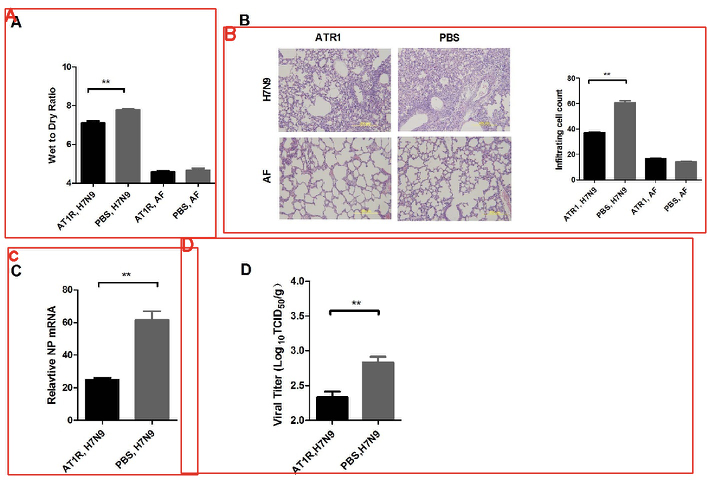 A
A
Wet to Dry Ratio
10
8
6
4
**
AT1R, H7N9
PBS, H7N9
AT1R, AF
PBS, AF
B
B
ATR1
PBS
H7N9
AF
Infiltrating cell count
80
60
40
20
0
**
ATR1, H7N9
PBS, H7N9
ATR1, AF
PBS, AF
C
C
Relavtive NP mRNA
80
60
40
20
0
**
AT1R, H7N9
PBS, H7N9
D
D
Viral Titer (Log10TCID50/g)
4.0
3.5
3.0
2.5
2.0
**
AT1R,H7N9
PBS,H7N9